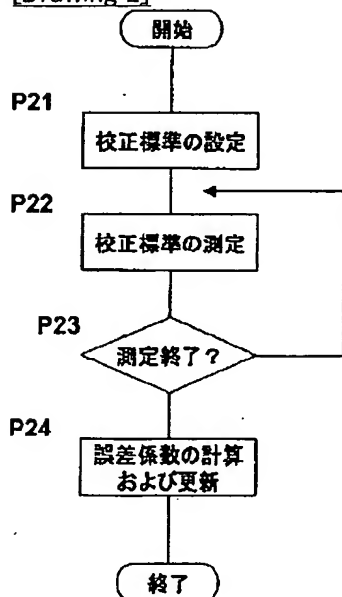 [Drawing 2]
開始
P21
校正標準の設定
P22
校正標準の測定
P23
測定終了?
P24
誤差係数の計算
および更新
終了